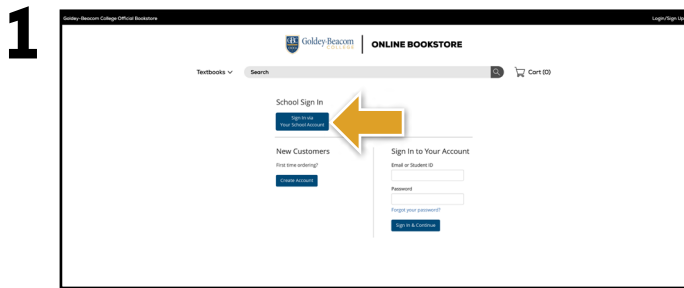 1
Goldey-Beacom College Official Bookstore
Login/Sign Up
GBC
Goldey-Beacom
COLLEGE
ONLINE BOOKSTORE
Textbooks
Search
Cart (0)
School Sign In
Sign In via
Your School Account
New Customers
First time ordering?
Create Account
Sign In to Your Account
Email or Student ID
Password
Forgot your password?
Sign In & Continue